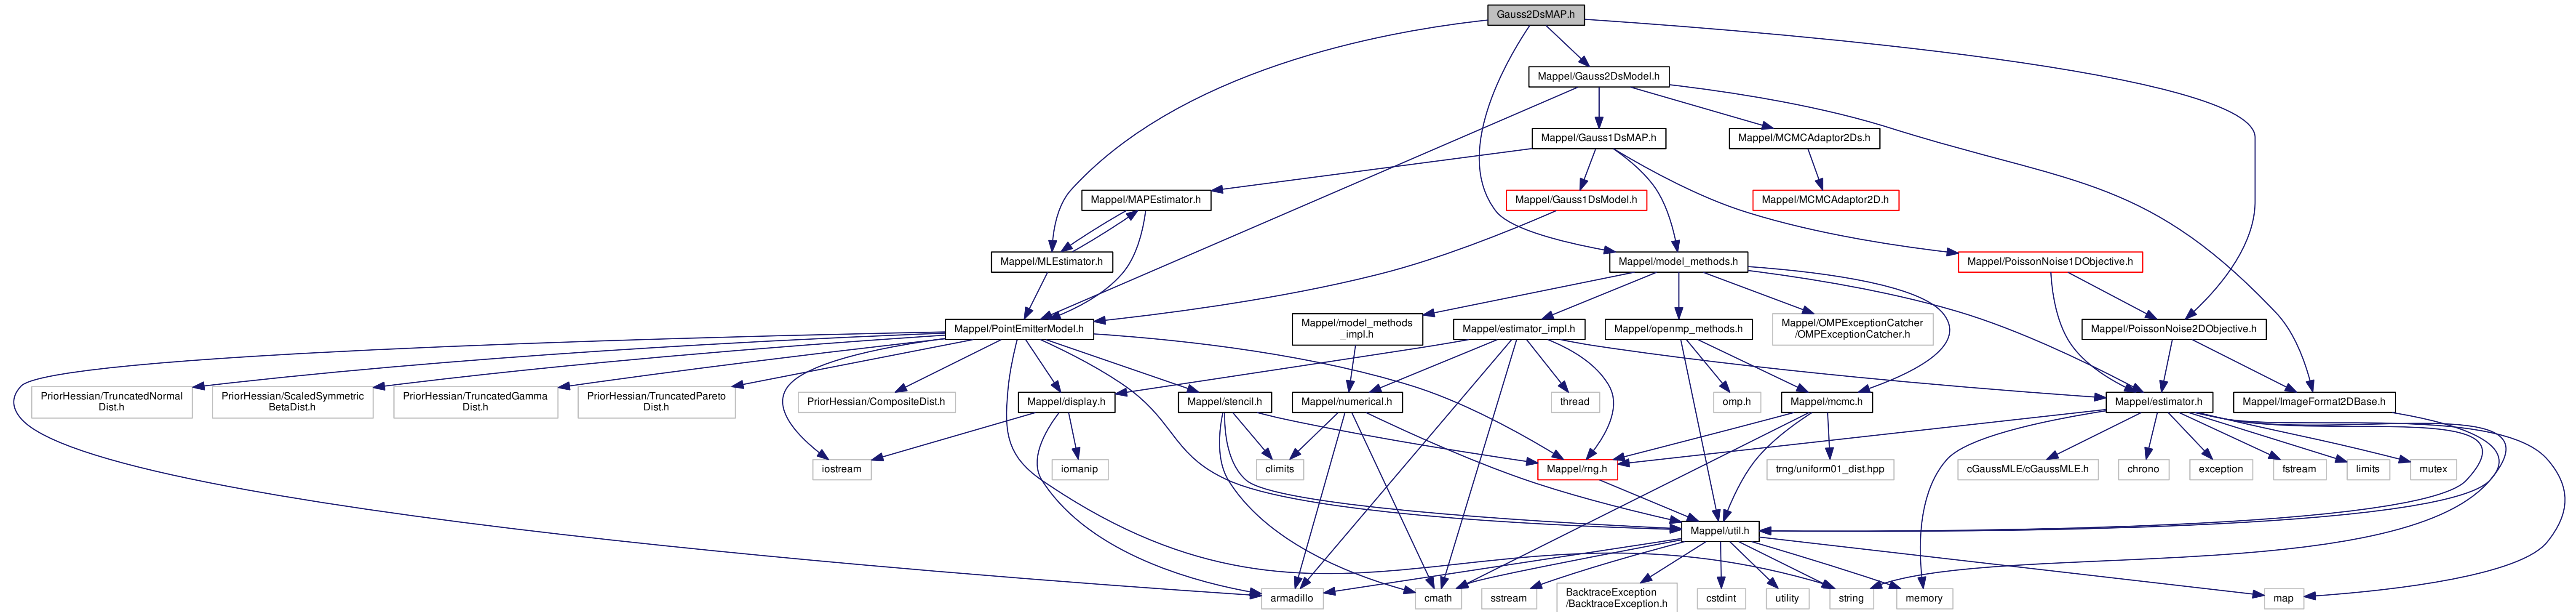 Gauss2DsMAP.h
Mappel/Gauss2DsModel.h
Mappel/Gauss1DsMAP.h
Mappel/MCMCAdaptor2Ds.h
Mappel/MAPEstimator.h
Mappel/Gauss1DsModel.h
Mappel/MCMCAdaptor2D.h
Mappel/MLEstimator.h
Mappel/model_methods.h
Mappel/PoissonNoise1DObjective.h
Mappel/PointEmitterModel.h
Mappel/model_methods
_impl.h
Mappel/estimator_impl.h
Mappel/openmp_methods.h
Mappel/OMPExceptionCatcher
/OMPExceptionCatcher.h
Mappel/PoissonNoise2DObjective.h
PriorHessian/TruncatedNormal
Dist.h
PriorHessian/ScaledSymmetric
BetaDist.h
PriorHessian/TruncatedGamma
Dist.h
PriorHessian/TruncatedPareto
Dist.h
PriorHessian/CompositeDist.h
Mappel/display.h
Mappel/stencil.h
Mappel/numerical.h
thread
omp.h
Mappel/mcmc.h
Mappel/estimator.h
Mappel/ImageFormat2DBase.h
iostream
iomanip
climits
Mappel/rng.h
trng/uniform01_dist.hpp
cGaussMLE/cGaussMLE.h
chrono
exception
fstream
limits
mutex
Mappel/util.h
armadillo
cmath
sstream
BacktraceException
/BacktraceException.h
cstdint
utility
string
memory
map